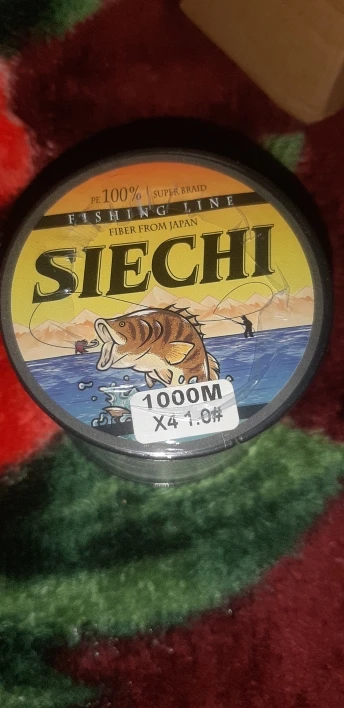 PE 100% | SUPER BRAID
FISHING LINE
FIBER FROM JAPAN
SIECHI
1000M
X4 1.0#